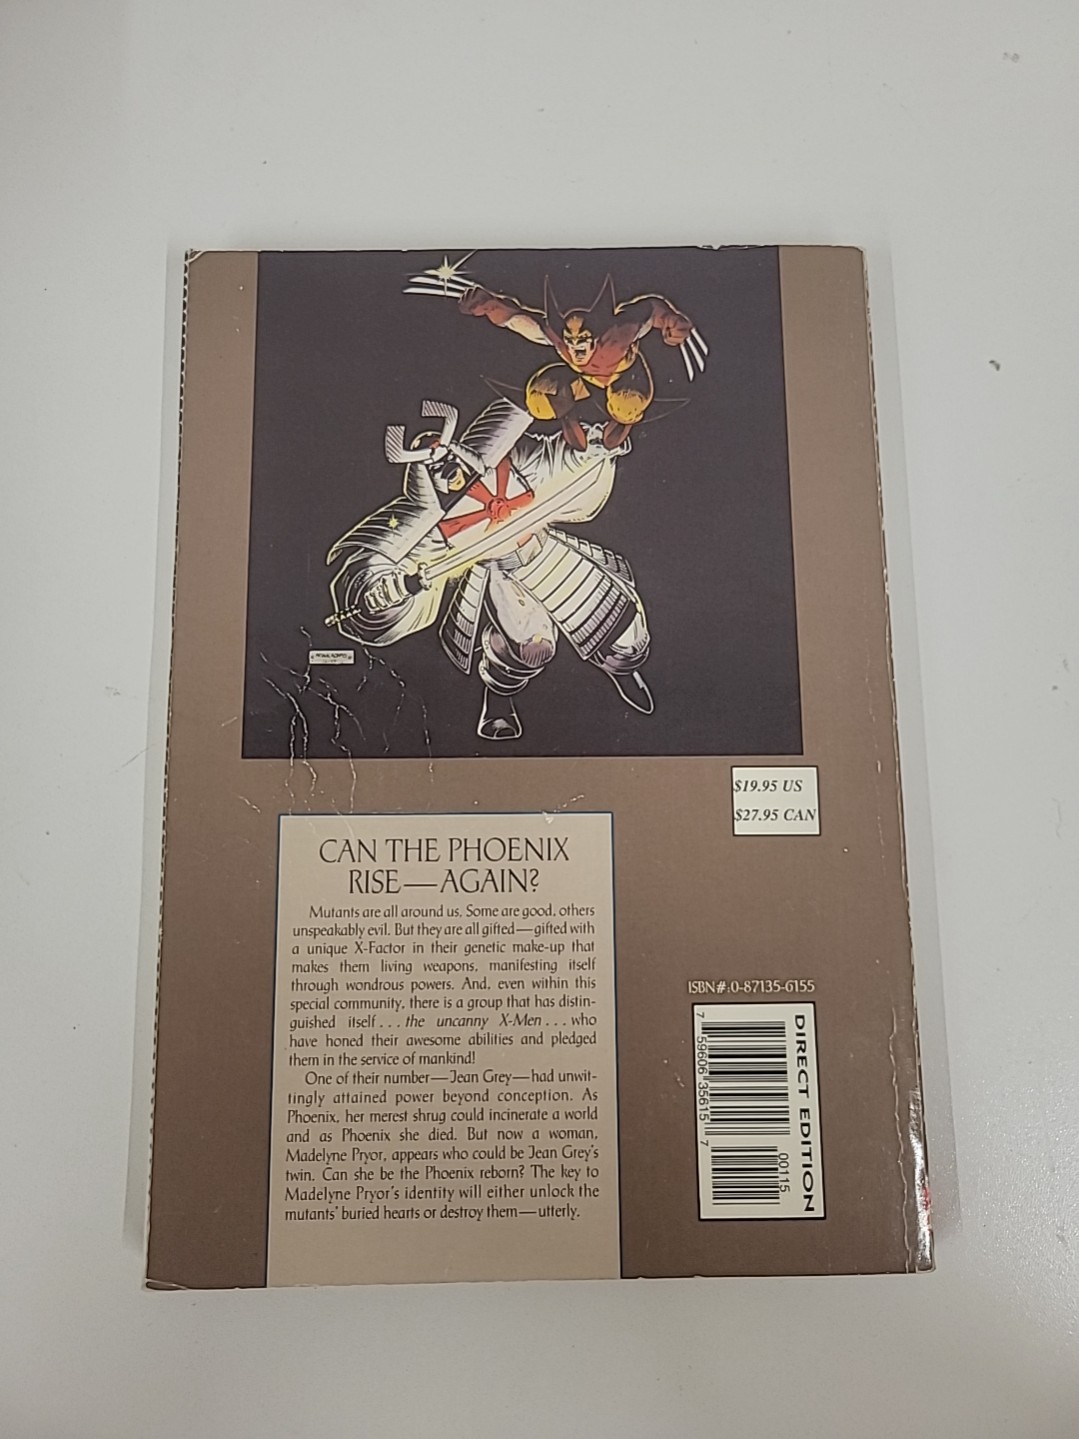 $19.95 US
$27.95 CAN
CAN THE PHOENIX
RISE—AGAIN?
Mutants are all around us. Some are good, others
unspeakably evil. But they are all gifted—gifted with
a unique X-Factor in their genetic make-up that
makes them living weapons, manifesting itself
through wondrous powers. And, even within this
special community, there is a group that has distin-
guished itself . . . the uncanny X-Men . . . who
have honed their awesome abilities and pledged
them in the service of mankind!
One of their number—Jean Grey—had unwit-
tingly attained power beyond conception. As
Phoenix, her merest shrug could incinerate a world
and as Phoenix she died. But now a woman,
Madelyne Pryor, appears who could be Jean Grey's
twin. Can she be the Phoenix reborn? The key to
Madelyne Pryor's identity will either unlock the
mutants' buried hearts or destroy them—utterly.
ISBN#:0-87135-6155
DIRECT EDITION
00115
7 59606 35615 7